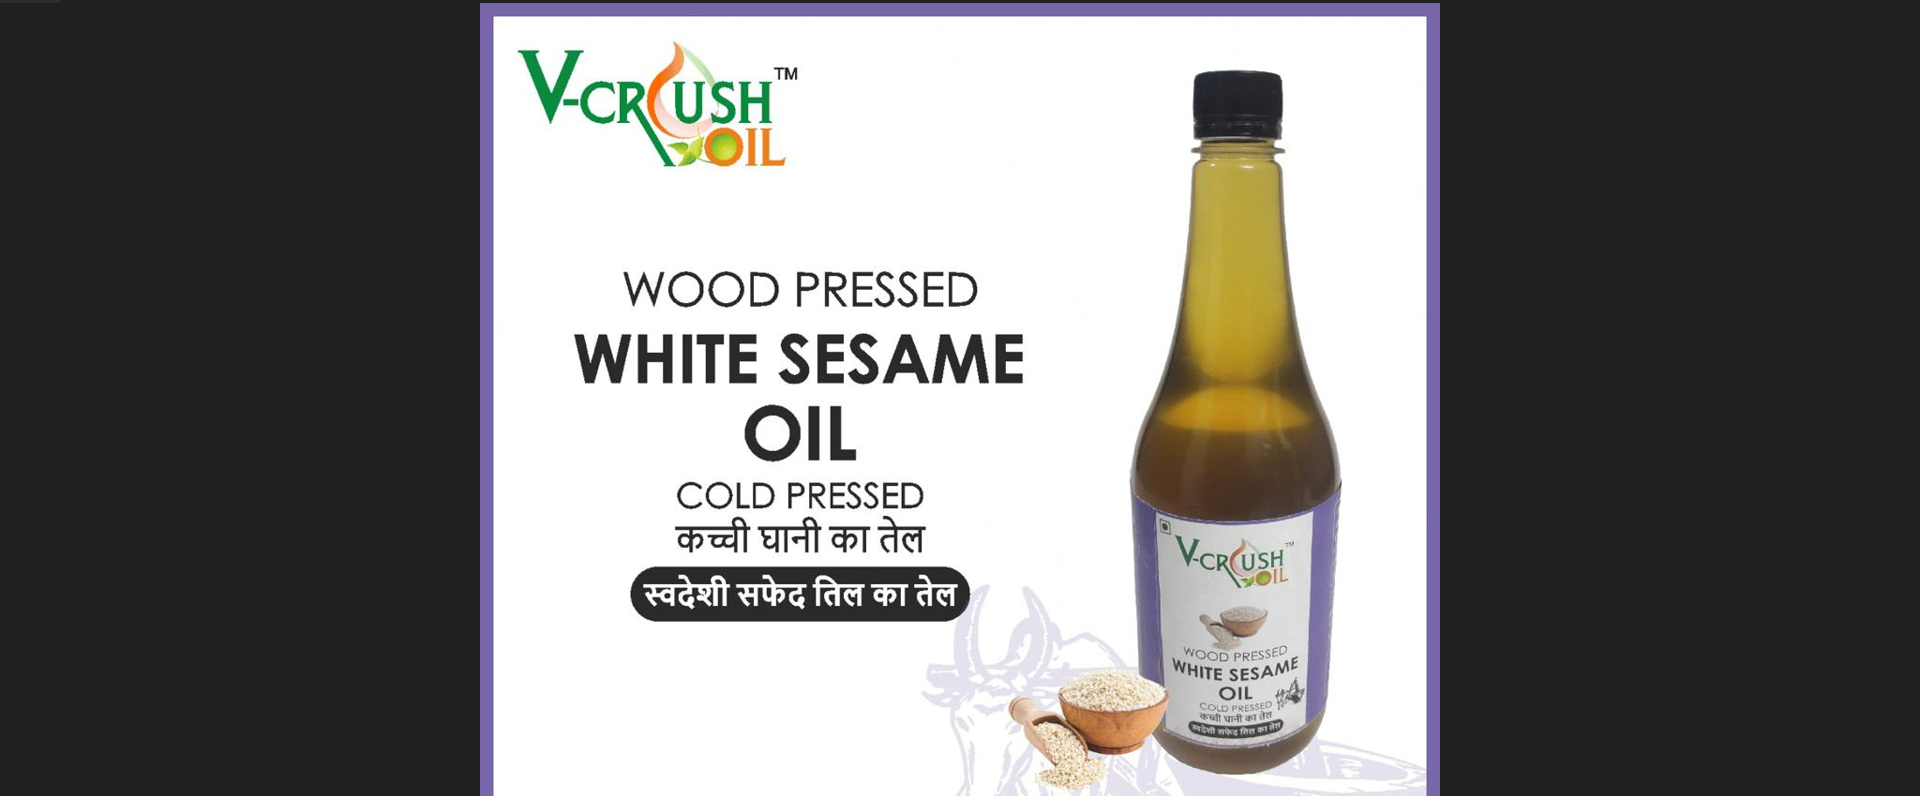 V-CRUSH™
OIL
WOOD PRESSED
WHITE SESAME
OIL
COLD PRESSED
कच्ची घानी का तेल
स्वदेशी सफेद तिल का तेल
V-CRUSH™
OIL
WOOD PRESSED
WHITE SESAME
OIL
COLD PRESSED
कच्ची घानी का तेल
स्वदेशी सफेद तिल का तेल